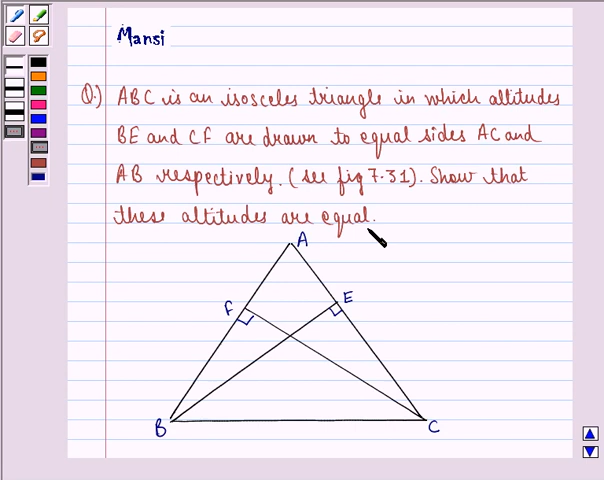 Mansi
Q.) ABC is an isosceles triangle in which altitudes
BE and CF are drawn to equal sides AC and
AB respectively. (see fig 7.31). Show that
these altitudes are equal.
A
F
E
B
C